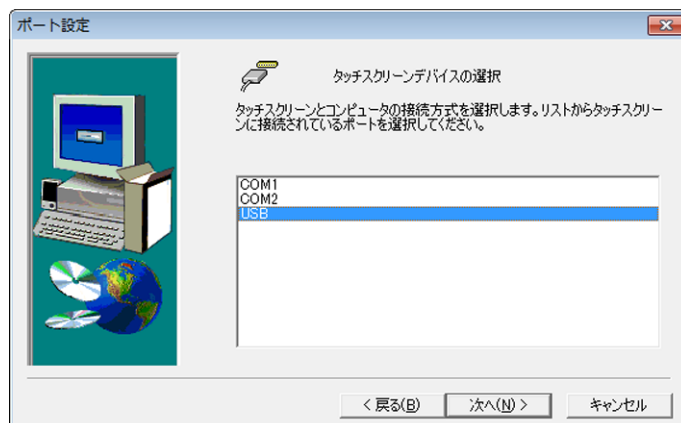 ポート設定
タッチスクリーンデバイスの選択
タッチスクリーンとコンピュータの接続方式を選択します。リストからタッチスクリー
ンに接続されているポートを選択してください。
COM1
COM2
USB
< 戻る(B)
次へ(N) >
キャンセル